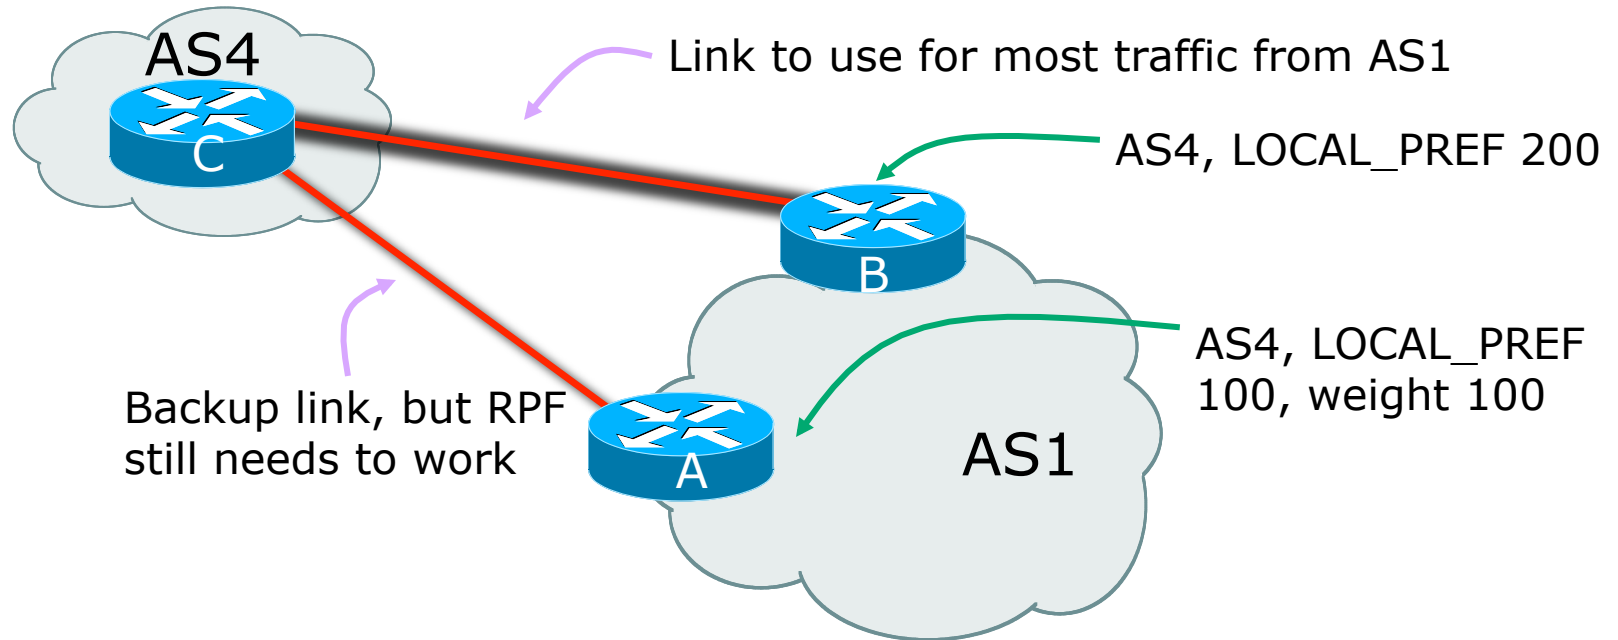 AS4
Link to use for most traffic from AS1
C
AS4, LOCAL_PREF 200
B
AS4, LOCAL_PREF
100, weight 100
Backup link, but RPF
still needs to work
A
AS1